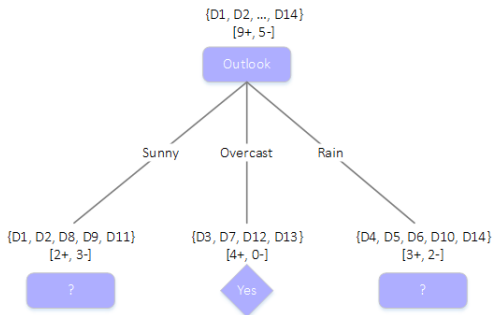 {D1, D2, ..., D14}
[9+, 5-]
Outlook
Sunny
Overcast
Rain
{D1, D2, D8, D9, D11}
[2+, 3-]
?
{D3, D7, D12, D13}
[4+, 0-]
Yes
{D4, D5, D6, D10, D14}
[3+, 2-]
?